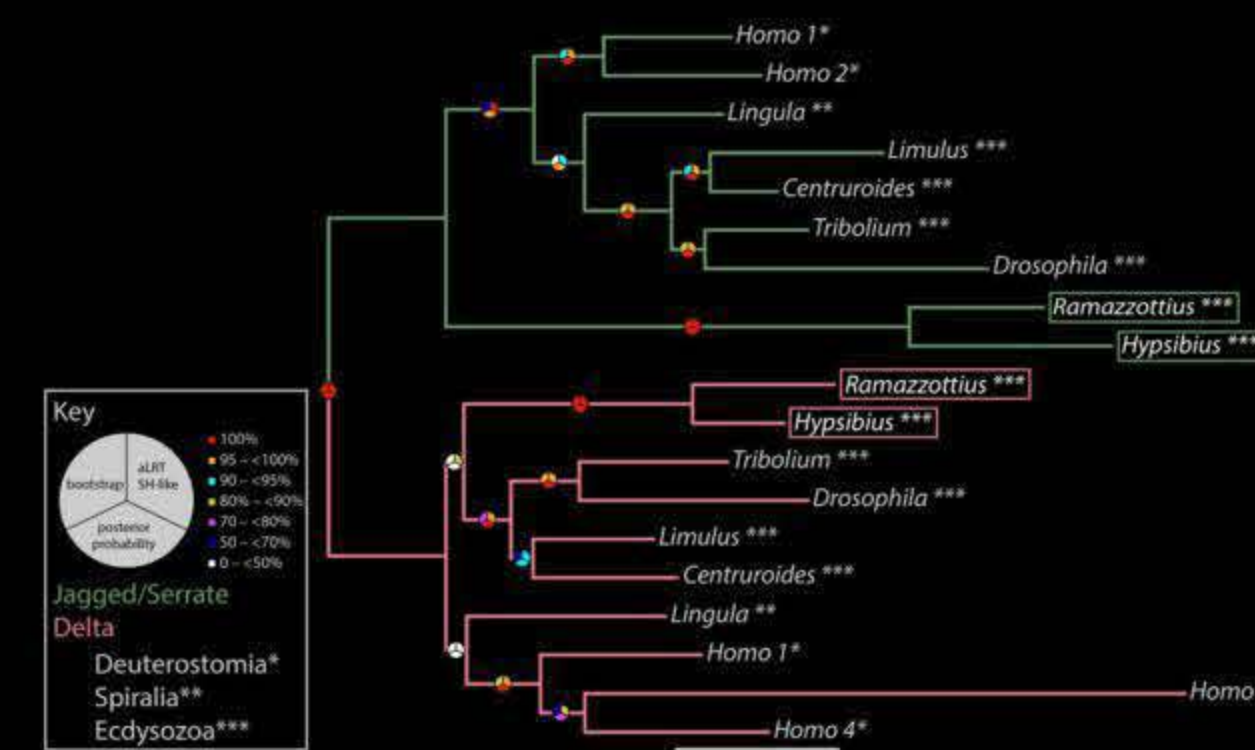 Homo 1*
Homo 2*
Lingula **
Limulus ***
Centruroides ***
Tribolium ***
Drosophila ***
Ramazzottius ***
Hypsibius ***
Ramazzottius ***
Hypsibius ***
Tribolium ***
Drosophila ***
Limulus ***
Centruroides ***
Lingula **
Homo 1*
Homo
Homo 4*
Key
bootstrap
aLRT
SH-like
posterior
probability
100%
95 - <100%
90 - <95%
80% - <90%
70 - <80%
50 - <70%
0 - <50%
Jagged/Serrate
Delta
Deuterostomia*
Spiralia**
Ecdysozoa***